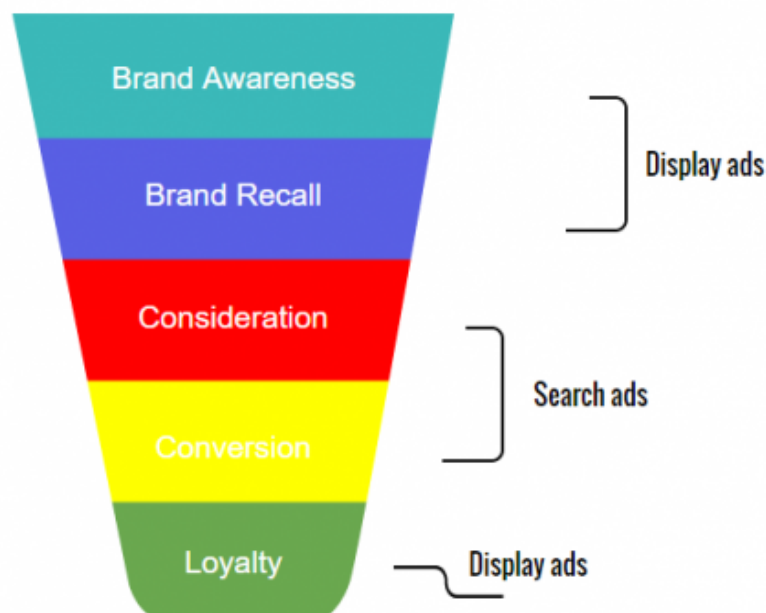 Brand Awareness
Display ads
Brand Recall
Consideration
Search ads
Conversion
Loyalty
Display ads